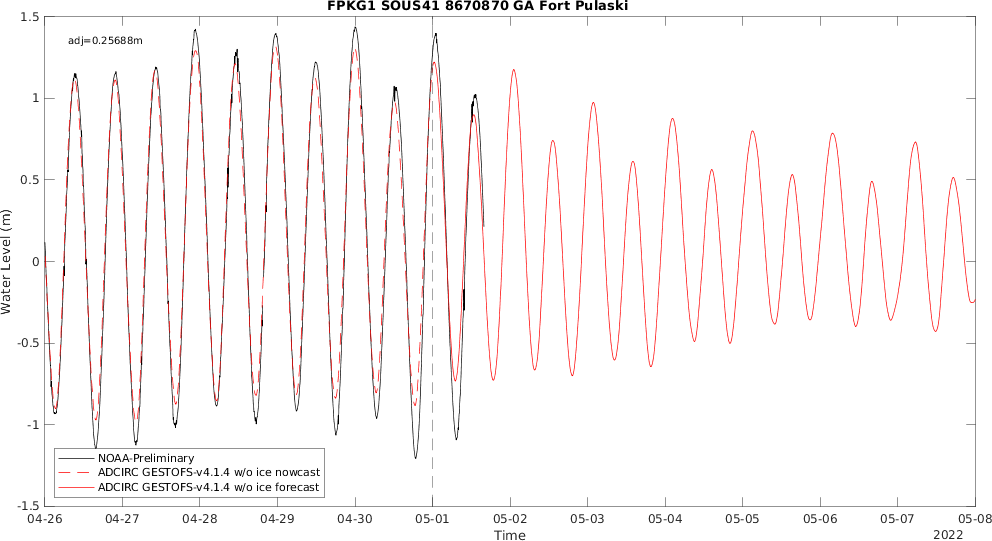 FPKG1 SOUS41 8670870 GA Fort Pulaski
adj=0.25688m
1.5
1
0.5
0
-0.5
-1
-1.5
Water Level (m)
NOAA-Preliminary
ADCIRC GESTOFS-v4.1.4 w/o ice nowcast
ADCIRC GESTOFS-v4.1.4 w/o ice forecast
04-26 04-27 04-28 04-29 04-30 05-01 05-02 05-03 05-04 05-05 05-06 05-07 05-08
Time
2022